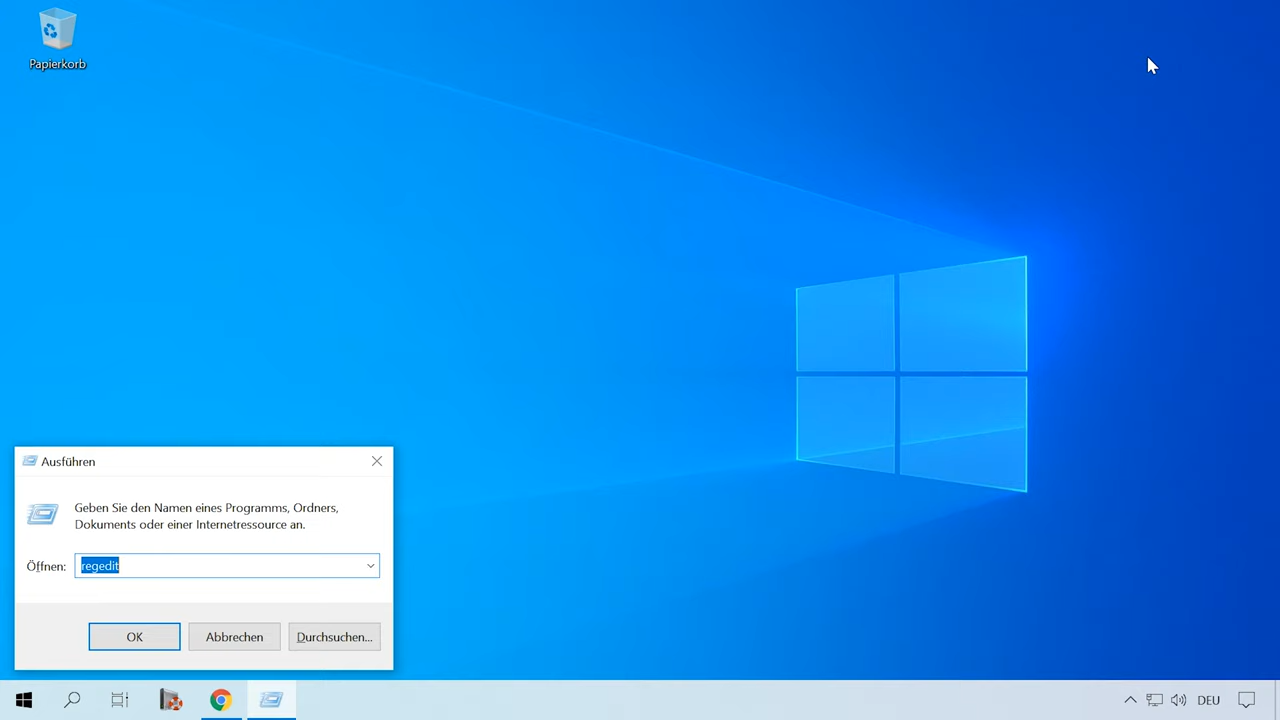 Papierkorb
Ausführen
Geben Sie den Namen eines Programms, Ordners,
Dokuments oder einer Internetressource an.
Öffnen: regedit
OK Abbrechen Durchsuchen...
DEU